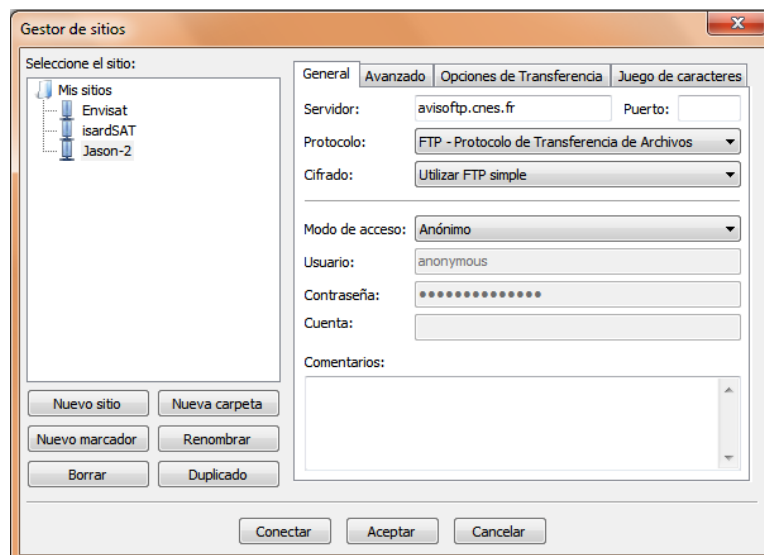 Gestor de sitios
Seleccione el sitio:
Mis sitios
Envisat
isardSAT
Jason-2
Nuevo sitio Nueva carpeta
Nuevo marcador Renombrar
Borrar Duplicado
General Avanzado Opciones de Transferencia Juego de caracteres
Servidor: avisoftp.cnes.fr Puerto:
Protocolo: FTP - Protocolo de Transferencia de Archivos
Cifrado: Utilizar FTP simple
Modo de acceso: Anónimo
Usuario: anonymous
Contraseña: ●●●●●●●●●●●●●●
Cuenta:
Comentarios:
Conectar Aceptar Cancelar